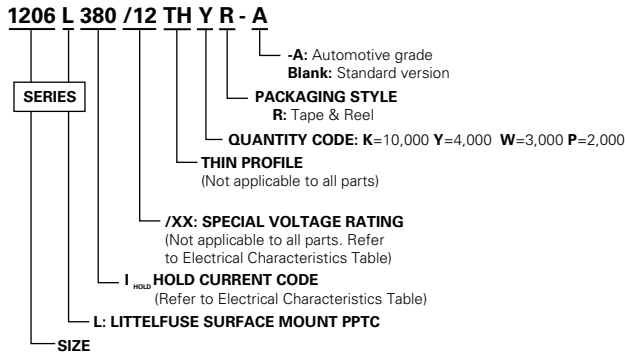 1206 L 380 /12 TH Y R - A
-A: Automotive grade
Blank: Standard version
SERIES
PACKAGING STYLE
R: Tape & Reel
QUANTITY CODE: K=10,000 Y=4,000 W=3,000 P=2,000
THIN PROFILE
(Not applicable to all parts)
/XX: SPECIAL VOLTAGE RATING
(Not applicable to all parts. Refer
to Electrical Characteristics Table)
I HOLD HOLD CURRENT CODE
(Refer to Electrical Characteristics Table)
L: LITTELFUSE SURFACE MOUNT PPTC
SIZE